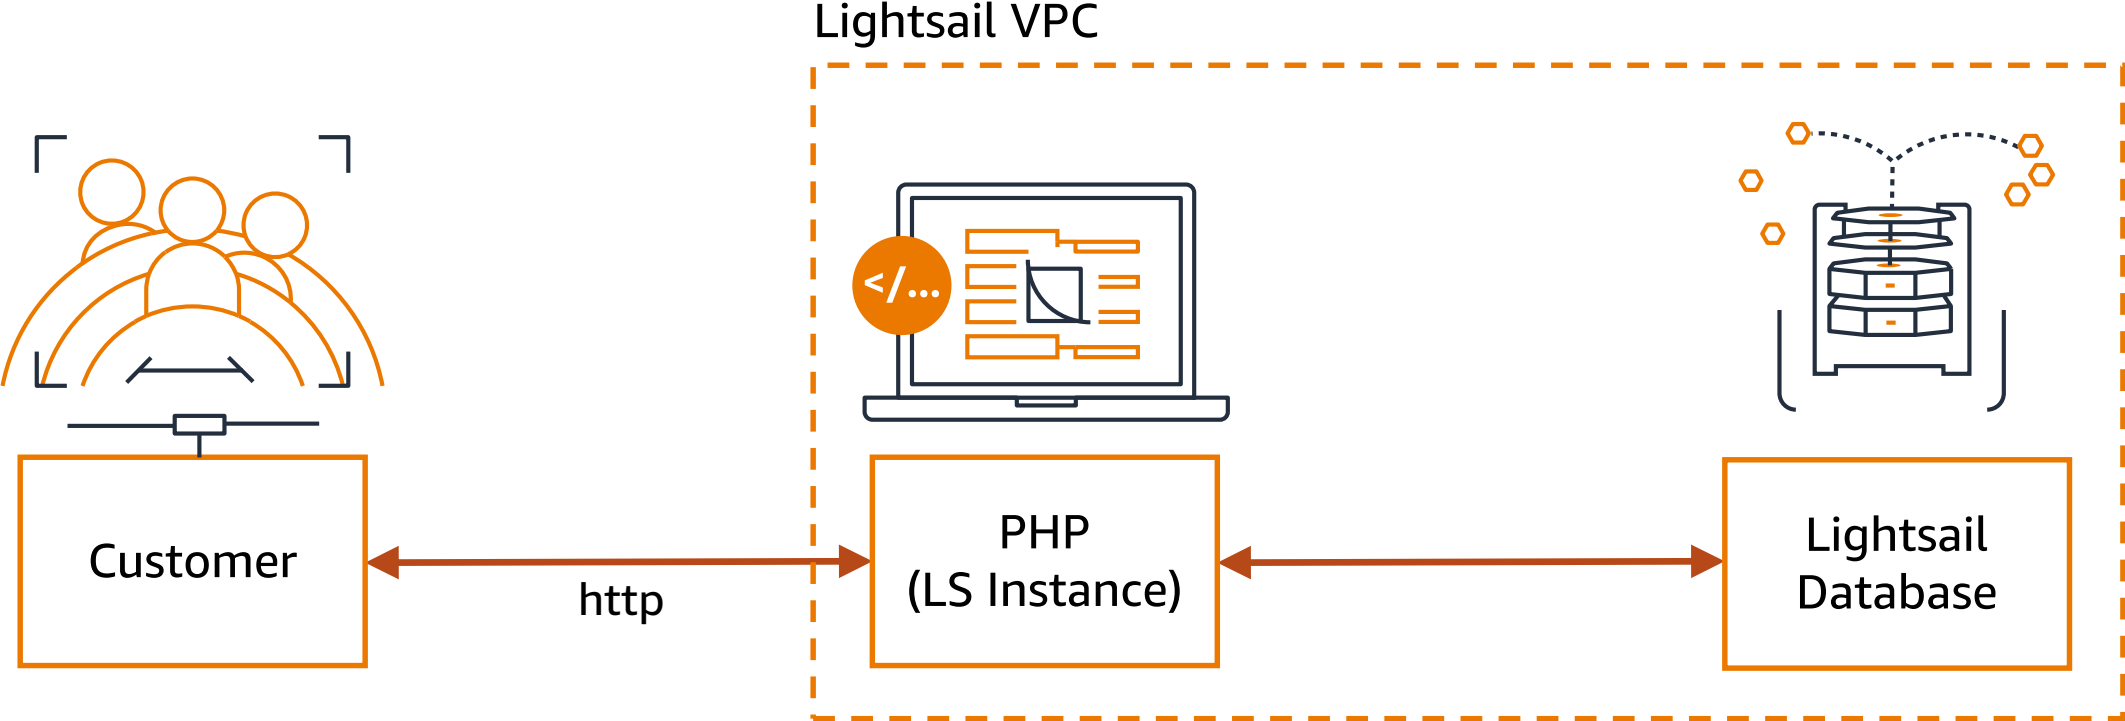 Lightsail VPC
</...
Customer
http
PHP
(LS Instance)
Lightsail
Database